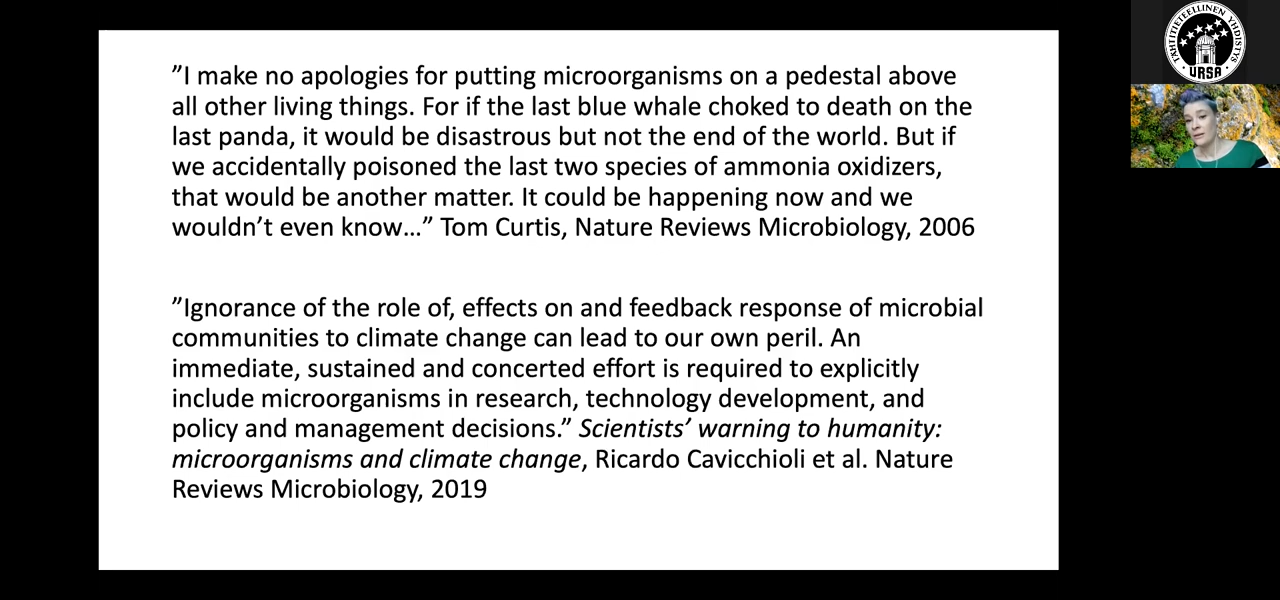 ”I make no apologies for putting microorganisms on a pedestal above
all other living things. For if the last blue whale choked to death on the
last panda, it would be disastrous but not the end of the world. But if
we accidentally poisoned the last two species of ammonia oxidizers,
that would be another matter. It could be happening now and we
wouldn’t even know…” Tom Curtis, Nature Reviews Microbiology, 2006
”Ignorance of the role of, effects on and feedback response of microbial
communities to climate change can lead to our own peril. An
immediate, sustained and concerted effort is required to explicitly
include microorganisms in research, technology development, and
policy and management decisions.” Scientists’ warning to humanity:
microorganisms and climate change, Ricardo Cavicchioli et al. Nature
Reviews Microbiology, 2019
TÄHTITIETEELLINEN YHDISTYS
URSA